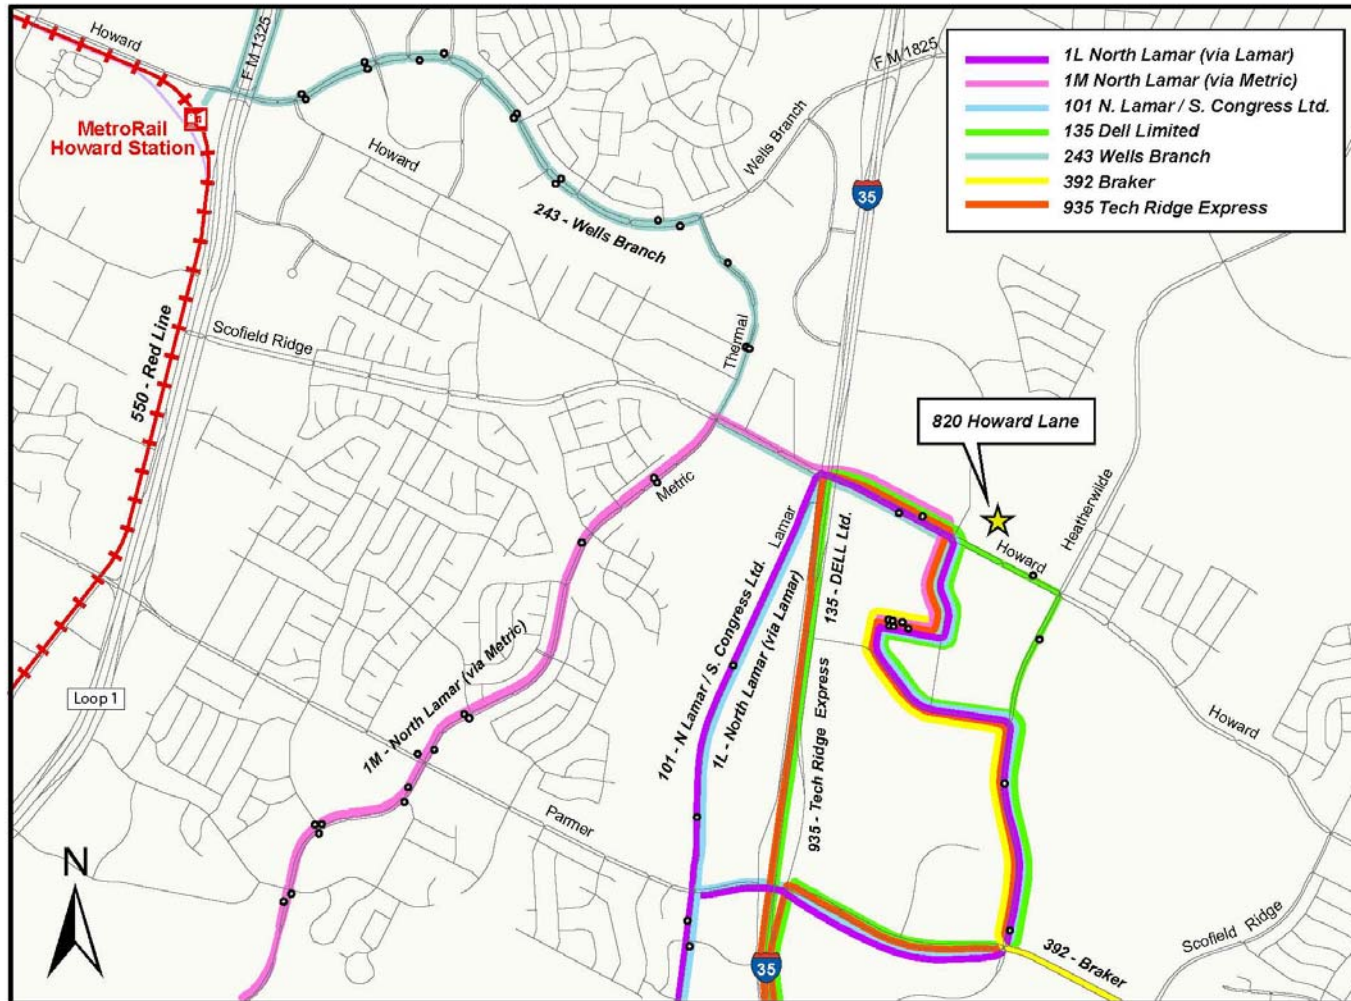 Howard
F M 1325
F M 1825
1L North Lamar (via Lamar)
1M North Lamar (via Metric)
101 N. Lamar / S. Congress Ltd.
135 Dell Limited
243 Wells Branch
392 Braker
935 Tech Ridge Express
MetroRail
Howard Station
Howard
Wells Branch
35
243 - Wells Branch
550 - Red Line
Scofield Ridge
Thermal
820 Howard Lane
Metric
Lamar
Heatherwilde
Howard
135 - DELL Ltd.
101 - N Lamar / S. Congress Ltd.
1L - North Lamar (via Lamar)
1M - North Lamar (via Metric)
935 - Tech Ridge Express
Loop 1
Howard
Parmer
N
Scofield Ridge
392 - Braker
35